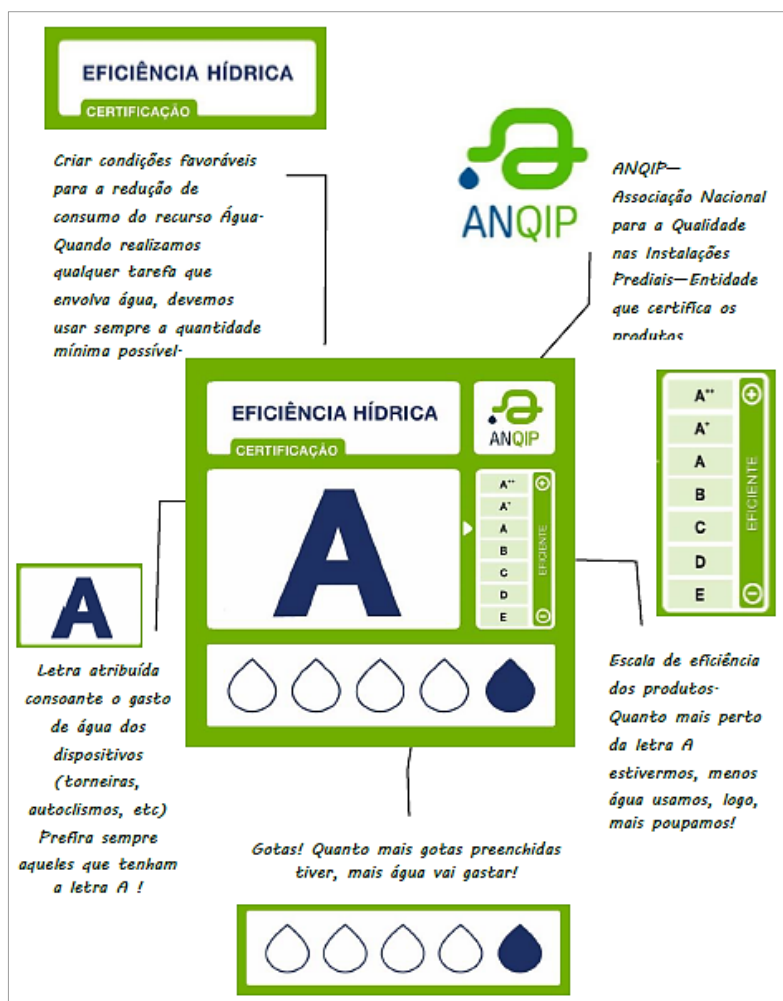 EFICIÊNCIA HÍDRICA
CERTIFICAÇÃO
Criar condições favoráveis
para a redução de
consumo do recurso Água-
Quando realizamos
qualquer tarefa que
envolva água, devemos
usar sempre a quantidade
mínima possível-
ANQIP
ANQIP—
Associação Nacional
para a Qualidade
nas Instalações
Prediais—Entidade
que certifica os
produtos
EFICIÊNCIA HÍDRICA
CERTIFICAÇÃO
ANQIP
A
A++
A+
A
B
C
D
E
EFICIENTE
A++
A+
A
B
C
D
E
EFICIENTE
A
Letra atribuída
consoante o gasto
de água dos
dispositivos
(torneiras,
autoclismos, etc)
Prefira sempre
aqueles que tenham
a letra A !
Escala de eficiência
dos produtos-
Quanto mais perto
da letra A
estivermos, menos
água usamos, logo,
mais poupamos!
Gotas! Quanto mais gotas preenchidas
tiver, mais água vai gastar!